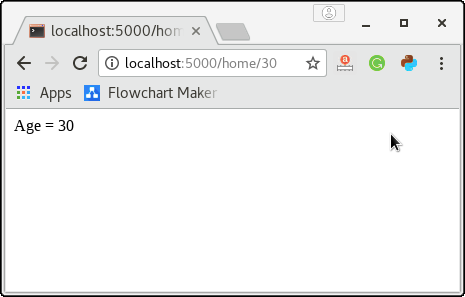 localhost:5000/hom
localhost:5000/home/30
Apps Flowchart Maker
Age = 30